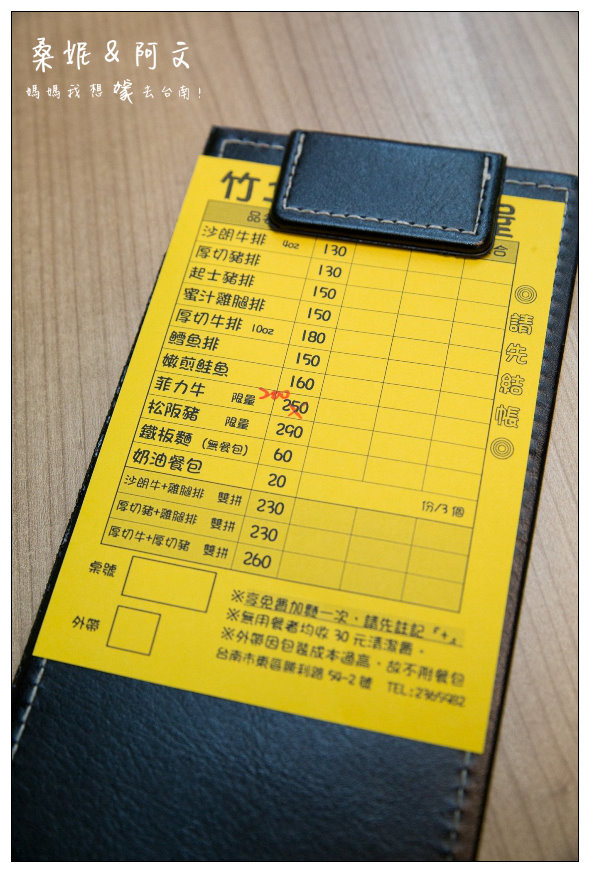 桑妮&阿文
媽媽我想嫁去台南!
竹
品
沙朗牛排 4oz 130
厚切豬排 130
起士豬排 150
蜜汁雞腿排 150
厚切牛排 10oz 180
鱈魚排 150
嫩煎鮭魚 160
菲力牛 限量 250
松阪豬 限量 290
鐵板麵 (無餐包) 60
奶油餐包 20 份/3個
沙朗牛+雞腿排 雙拼 230
厚切豬+雞腿排 雙拼 230
厚切牛+厚切豬 雙拼 260
◎請先結帳◎
桌號
外帶
※享免費加麵一次,請先註記『+』
※無用餐者均收30元清潔費。
※外帶因包裝成本過高,故不附餐包
台南市東區勝利路54-2號 TEL:2365982